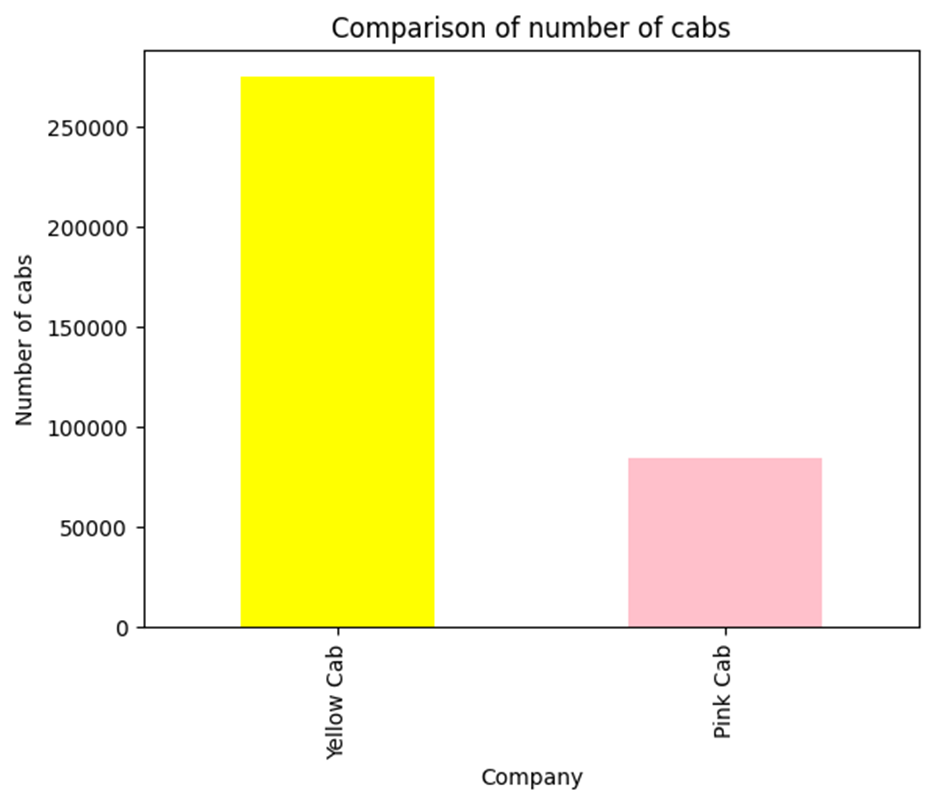 Comparison of number of cabs
Number of cabs
250000
200000
150000
100000
50000
0
Yellow Cab
Pink Cab
Company